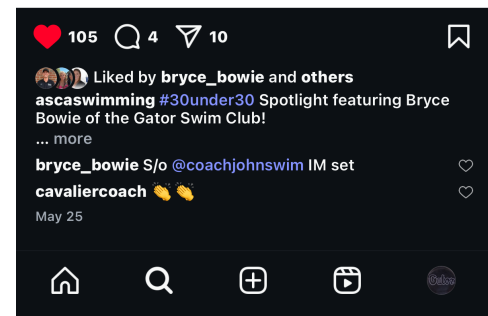 105 4 10
Liked by bryce_bowie and others
ascaswimming #30under30 Spotlight featuring Bryce
Bowie of the Gator Swim Club!
... more
bryce_bowie S/o @coachjohnswim IM set
cavaliercoach 👏👏
May 25